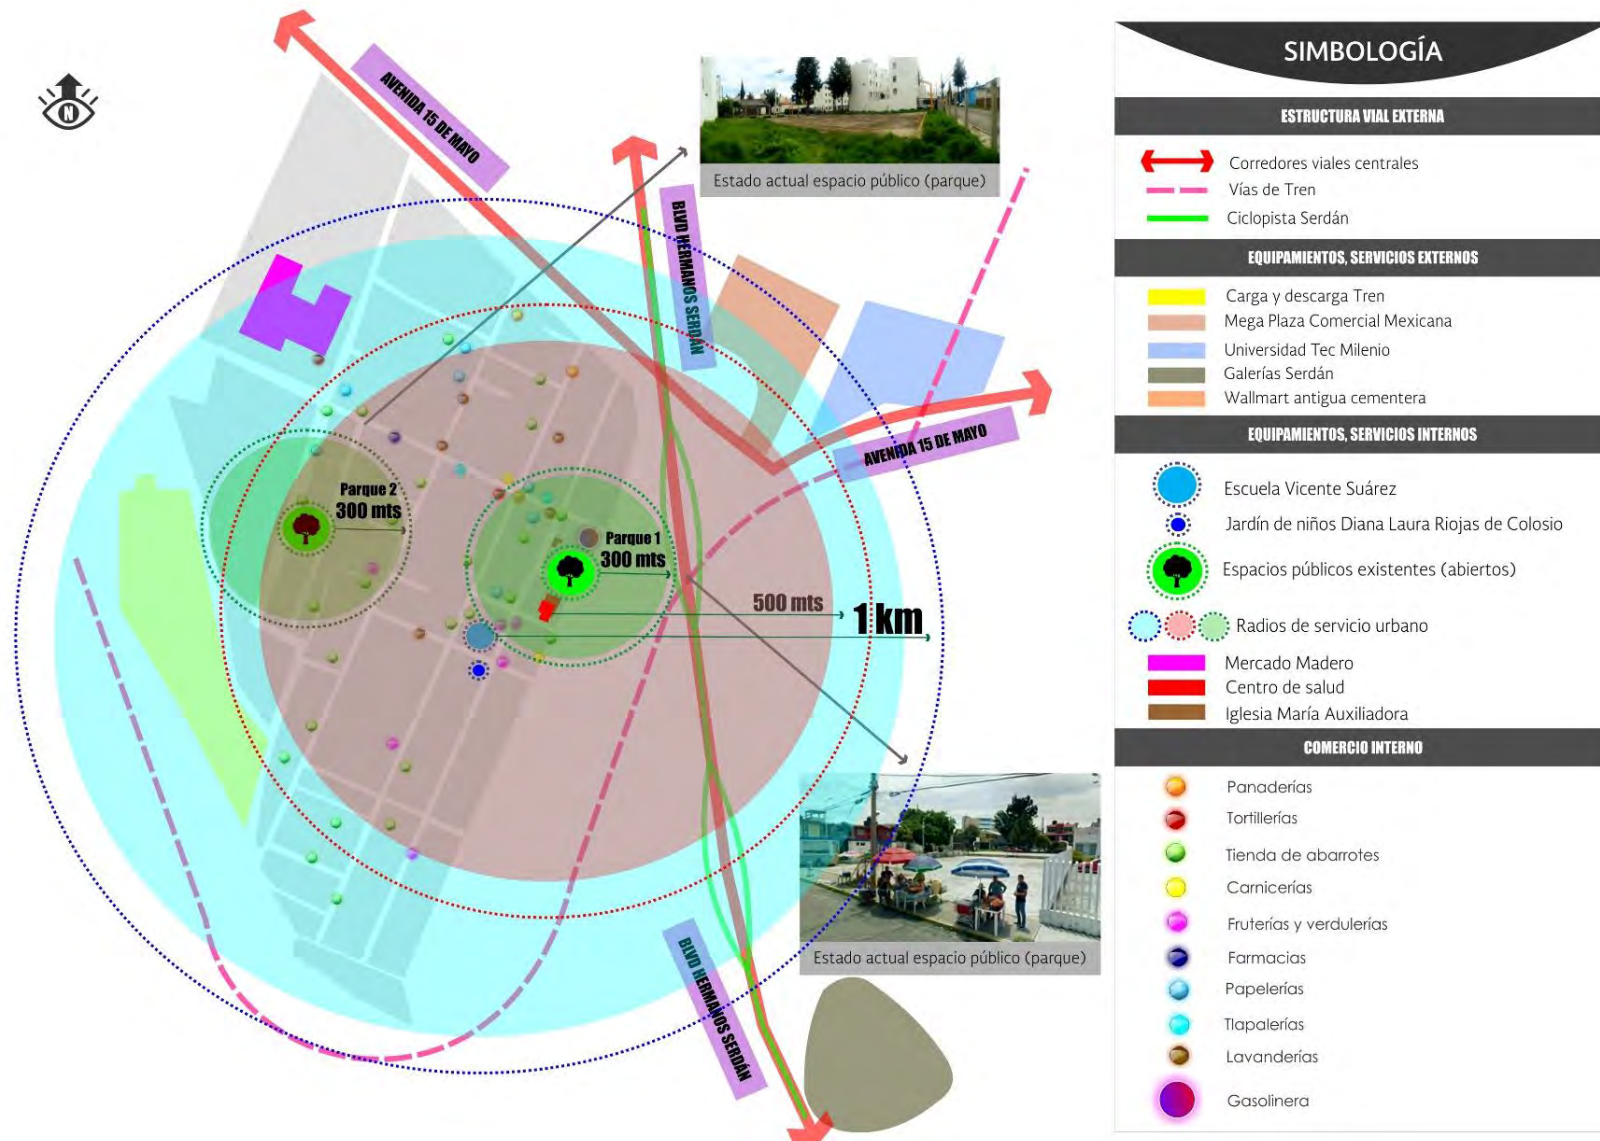 N
AVENIDA 15 DE MAYO
BLVD HERMANOS SERDÁN
Estado actual espacio público (parque)
AVENIDA 15 DE MAYO
Parque 2
300 mts
Parque 1
300 mts
500 mts
1 km
Estado actual espacio público (parque)
BLVD HERMANOS SERDÁN
SIMBOLOGÍA
ESTRUCTURA VIAL EXTERNA
Corredores viales centrales
Vías de Tren
Ciclopista Serdán
EQUIPAMIENTOS, SERVICIOS EXTERNOS
Carga y descarga Tren
Mega Plaza Comercial Mexicana
Universidad Tec Milenio
Galerías Serdán
Wallmart antigua cementera
EQUIPAMIENTOS, SERVICIOS INTERNOS
Escuela Vicente Suárez
Jardín de niños Diana Laura Riojas de Colosio
Espacios públicos existentes (abiertos)
Radios de servicio urbano
Mercado Madero
Centro de salud
Iglesia María Auxiliadora
COMERCIO INTERNO
Panaderías
Tortillerías
Tienda de abarrotes
Carnicerías
Fruterías y verdulerías
Farmacias
Papelerías
Tlapalerías
Lavanderías
Gasolinera